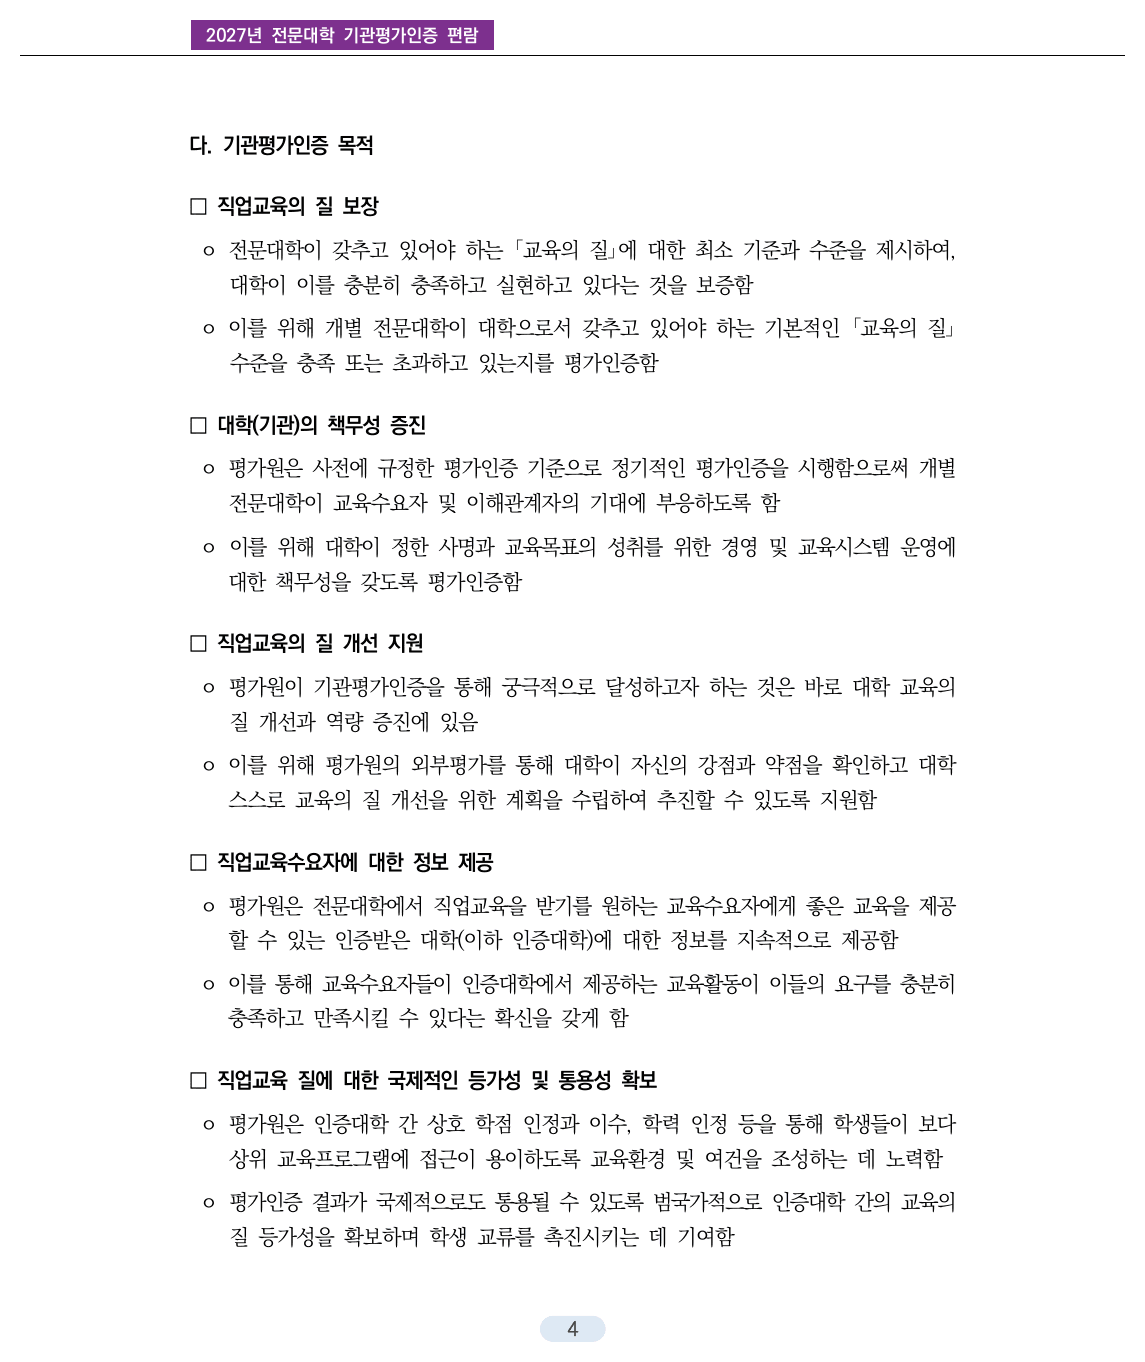 2027년 전문대학 기관평가인증 편람
다. 기관평가인증 목적
□ 직업교육의 질 보장
ㅇ 전문대학이 갖추고 있어야 하는 「교육의 질」에 대한 최소 기준과 수준을 제시하여,
대학이 이를 충분히 충족하고 실현하고 있다는 것을 보증함
ㅇ 이를 위해 개별 전문대학이 대학으로서 갖추고 있어야 하는 기본적인 「교육의 질」
수준을 충족 또는 초과하고 있는지를 평가인증함
□ 대학(기관)의 책무성 증진
ㅇ 평가원은 사전에 규정한 평가인증 기준으로 정기적인 평가인증을 시행함으로써 개별
전문대학이 교육수요자 및 이해관계자의 기대에 부응하도록 함
ㅇ 이를 위해 대학이 정한 사명과 교육목표의 성취를 위한 경영 및 교육시스템 운영에
대한 책무성을 갖도록 평가인증함
□ 직업교육의 질 개선 지원
ㅇ 평가원이 기관평가인증을 통해 궁극적으로 달성하고자 하는 것은 바로 대학 교육의
질 개선과 역량 증진에 있음
ㅇ 이를 위해 평가원의 외부평가를 통해 대학이 자신의 강점과 약점을 확인하고 대학
스스로 교육의 질 개선을 위한 계획을 수립하여 추진할 수 있도록 지원함
□ 직업교육수요자에 대한 정보 제공
ㅇ 평가원은 전문대학에서 직업교육을 받기를 원하는 교육수요자에게 좋은 교육을 제공
할 수 있는 인증받은 대학(이하 인증대학)에 대한 정보를 지속적으로 제공함
ㅇ 이를 통해 교육수요자들이 인증대학에서 제공하는 교육활동이 이들의 요구를 충분히
충족하고 만족시킬 수 있다는 확신을 갖게 함
□ 직업교육 질에 대한 국제적인 등가성 및 통용성 확보
ㅇ 평가원은 인증대학 간 상호 학점 인정과 이수, 학력 인정 등을 통해 학생들이 보다
상위 교육프로그램에 접근이 용이하도록 교육환경 및 여건을 조성하는 데 노력함
ㅇ 평가인증 결과가 국제적으로도 통용될 수 있도록 범국가적으로 인증대학 간의 교육의
질 등가성을 확보하며 학생 교류를 촉진시키는 데 기여함
4